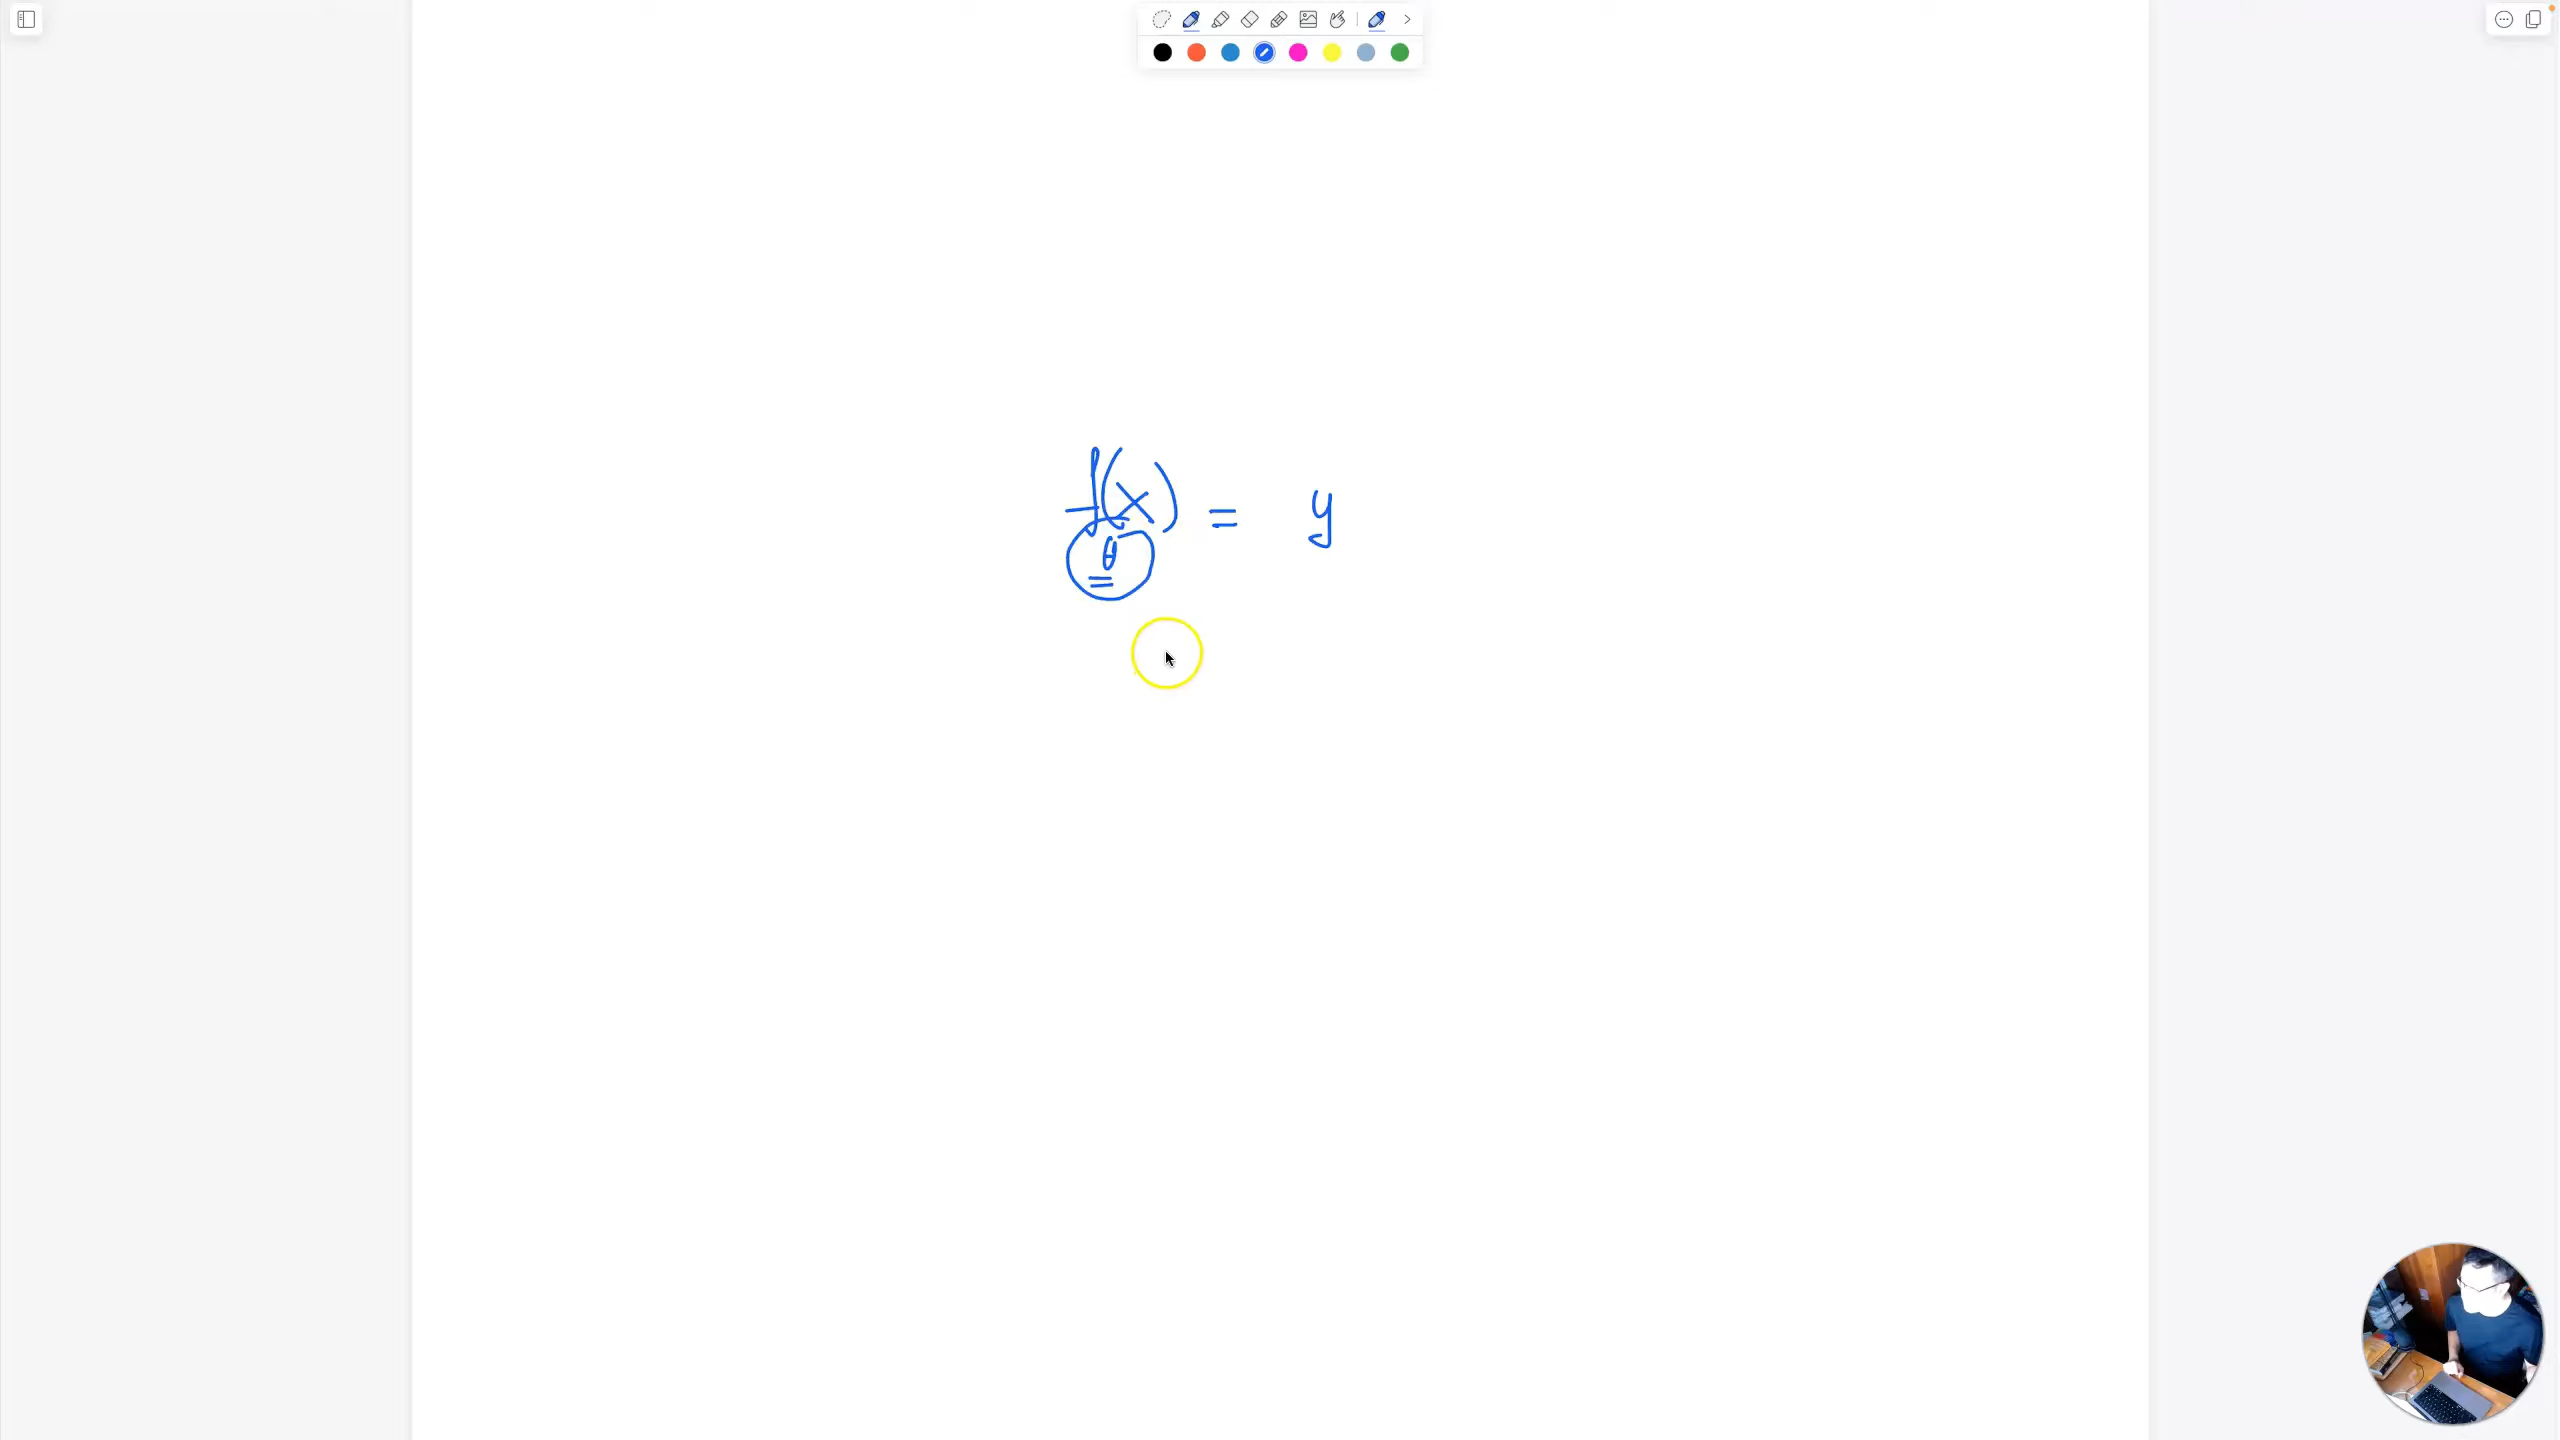 f(x) = y
θ